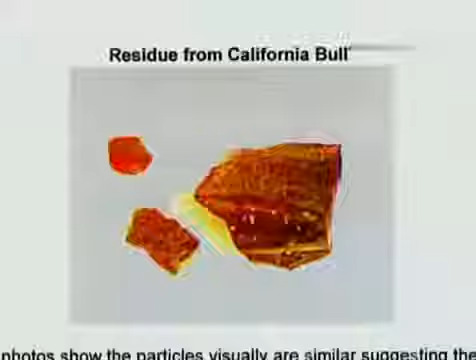 Residue from California Bull
photos show the particles visually are similar suggesting the